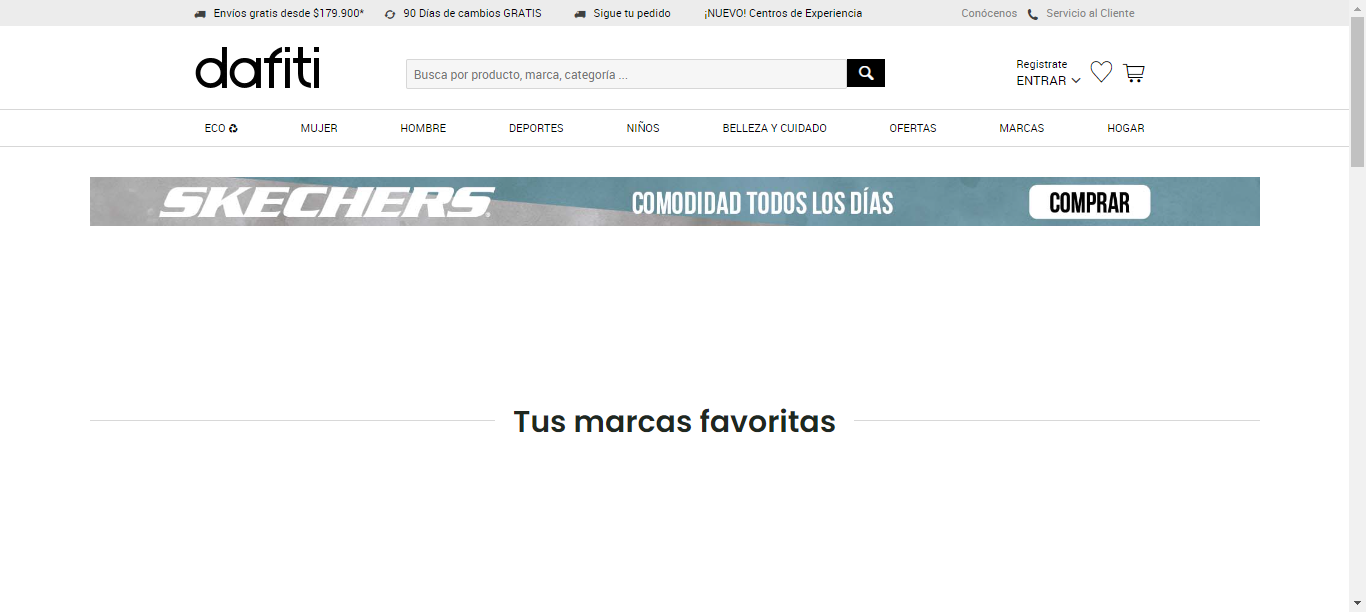 Envíos gratis desde $179.900*
90 Días de cambios GRATIS
Sigue tu pedido
¡NUEVO! Centros de Experiencia
Conócenos
Servicio al Cliente
dafiti
Busca por producto, marca, categoría ...
Registrate
ENTRAR
ECO
MUJER
HOMBRE
DEPORTES
NIÑOS
BELLEZA Y CUIDADO
OFERTAS
MARCAS
HOGAR
SKECHERS
COMODIDAD TODOS LOS DÍAS
COMPRAR
Tus marcas favoritas